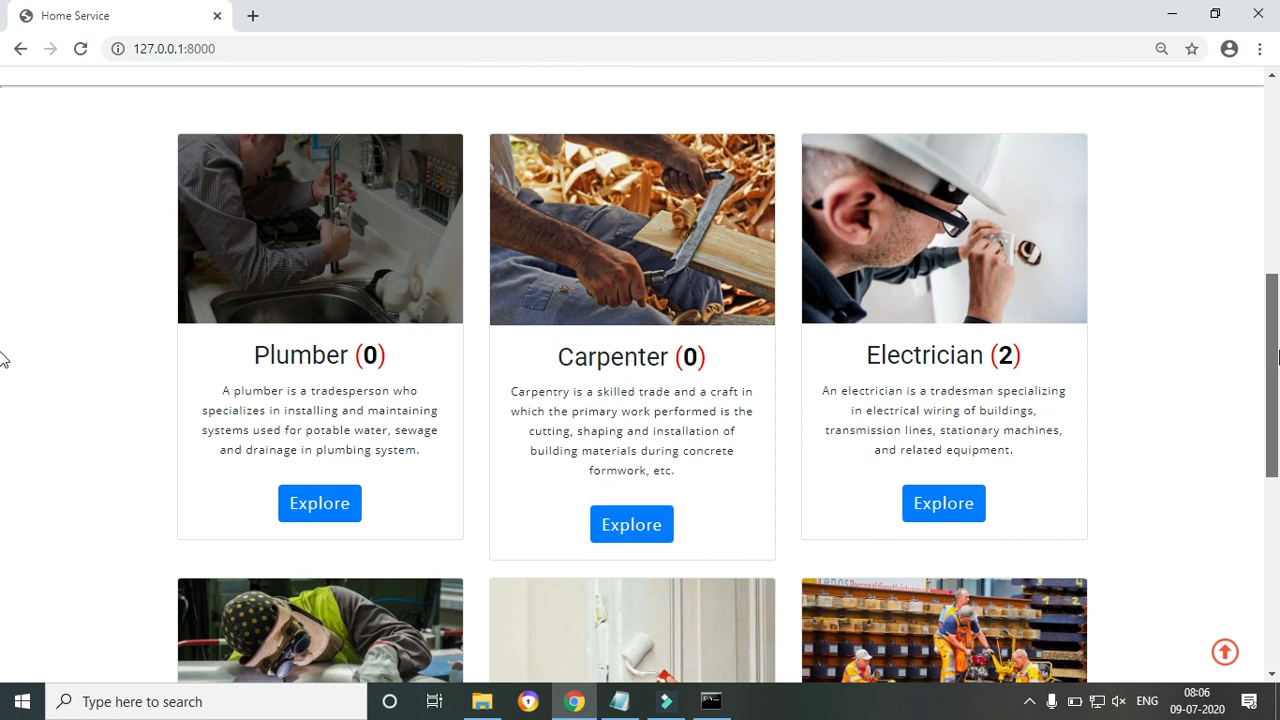 Home Service
127.0.0.1:8000
Plumber (0)
A plumber is a tradesperson who
specializes in installing and maintaining
systems used for potable water, sewage
and drainage in plumbing system.
Explore
Carpenter (0)
Carpentry is a skilled trade and a craft in
which the primary work performed is the
cutting, shaping and installation of
building materials during concrete
formwork, etc.
Explore
Electrician (2)
An electrician is a tradesman specializing
in electrical wiring of buildings,
transmission lines, stationary machines,
and related equipment.
Explore
Type here to search
ENG
08:06
09-07-2020